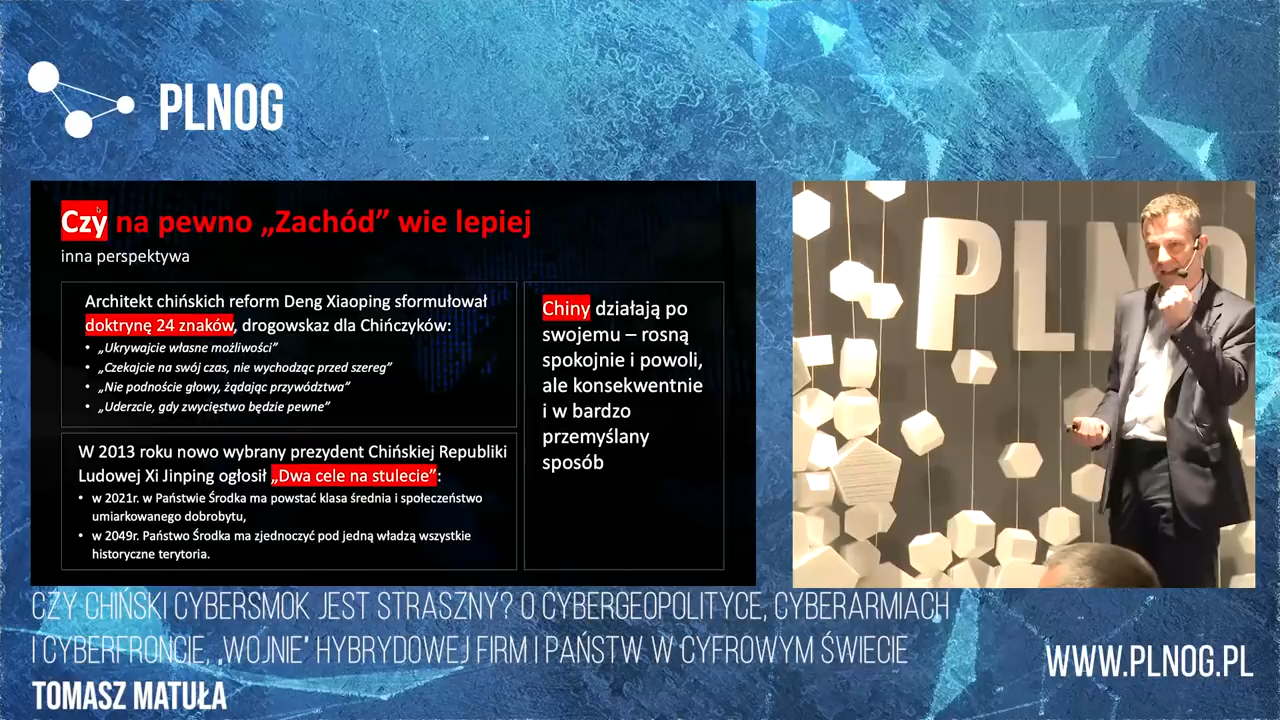 PLNOG
Czy na pewno „Zachód” wie lepiej
inna perspektywa
Architekt chińskich reform Deng Xiaoping sformułował
doktrynę 24 znaków, drogowskaz dla Chińczyków:
• „Ukrywajcie własne możliwości”
• „Czekajcie na swój czas, nie wychodząc przed szereg”
• „Nie podnoście głowy, żądając przywództwa”
• „Uderzcie, gdy zwycięstwo będzie pewne”
W 2013 roku nowo wybrany prezydent Chińskiej Republiki
Ludowej Xi Jinping ogłosił „Dwa cele na stulecie”:
• w 2021r. w Państwie Środka ma powstać klasa średnia i społeczeństwo
umiarkowanego dobrobytu,
• w 2049r. Państwo Środka ma zjednoczyć pod jedną władzą wszystkie
historyczne terytoria.
Chiny działają po
swojemu – rosną
spokojnie i powoli,
ale konsekwentnie
i w bardzo
przemyślany
sposób
PLNO
CZY CHIŃSKI CYBERSMOK JEST STRASZNY? O CYBERGEOPOLITYCE, CYBERARMIACH
I CYBERFRONCIE, „WOJNIE” HYBRYDOWEJ FIRM I PAŃSTW W CYFROWYM ŚWIECIE
TOMASZ MATUŁA
WWW.PLNOG.PL